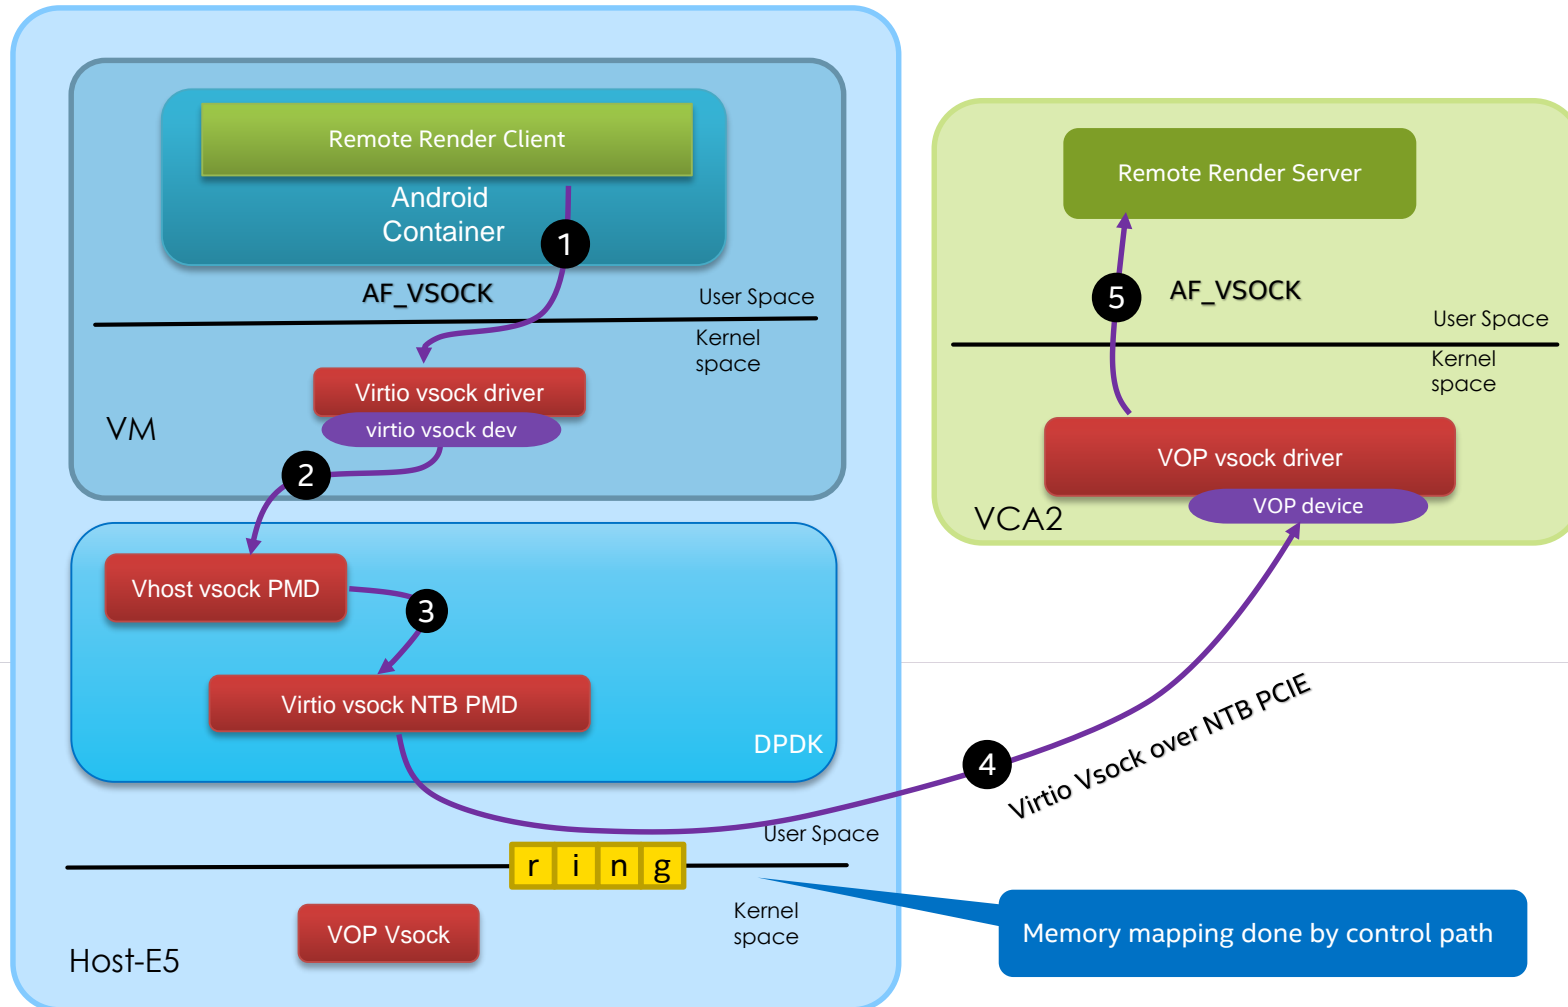 Remote Render Client
Android
Container
1
AF_VSOCK
User Space
Kernel
space
Virtio vsock driver
virtio vsock dev
VM
2
Vhost vsock PMD
3
Virtio vsock NTB PMD
DPDK
User Space
ring
Kernel
space
VOP Vsock
Host-E5
4
Virtio Vsock over NTB PCIE
Memory mapping done by control path
Remote Render Server
5
AF_VSOCK
User Space
Kernel
space
VOP vsock driver
VOP device
VCA2